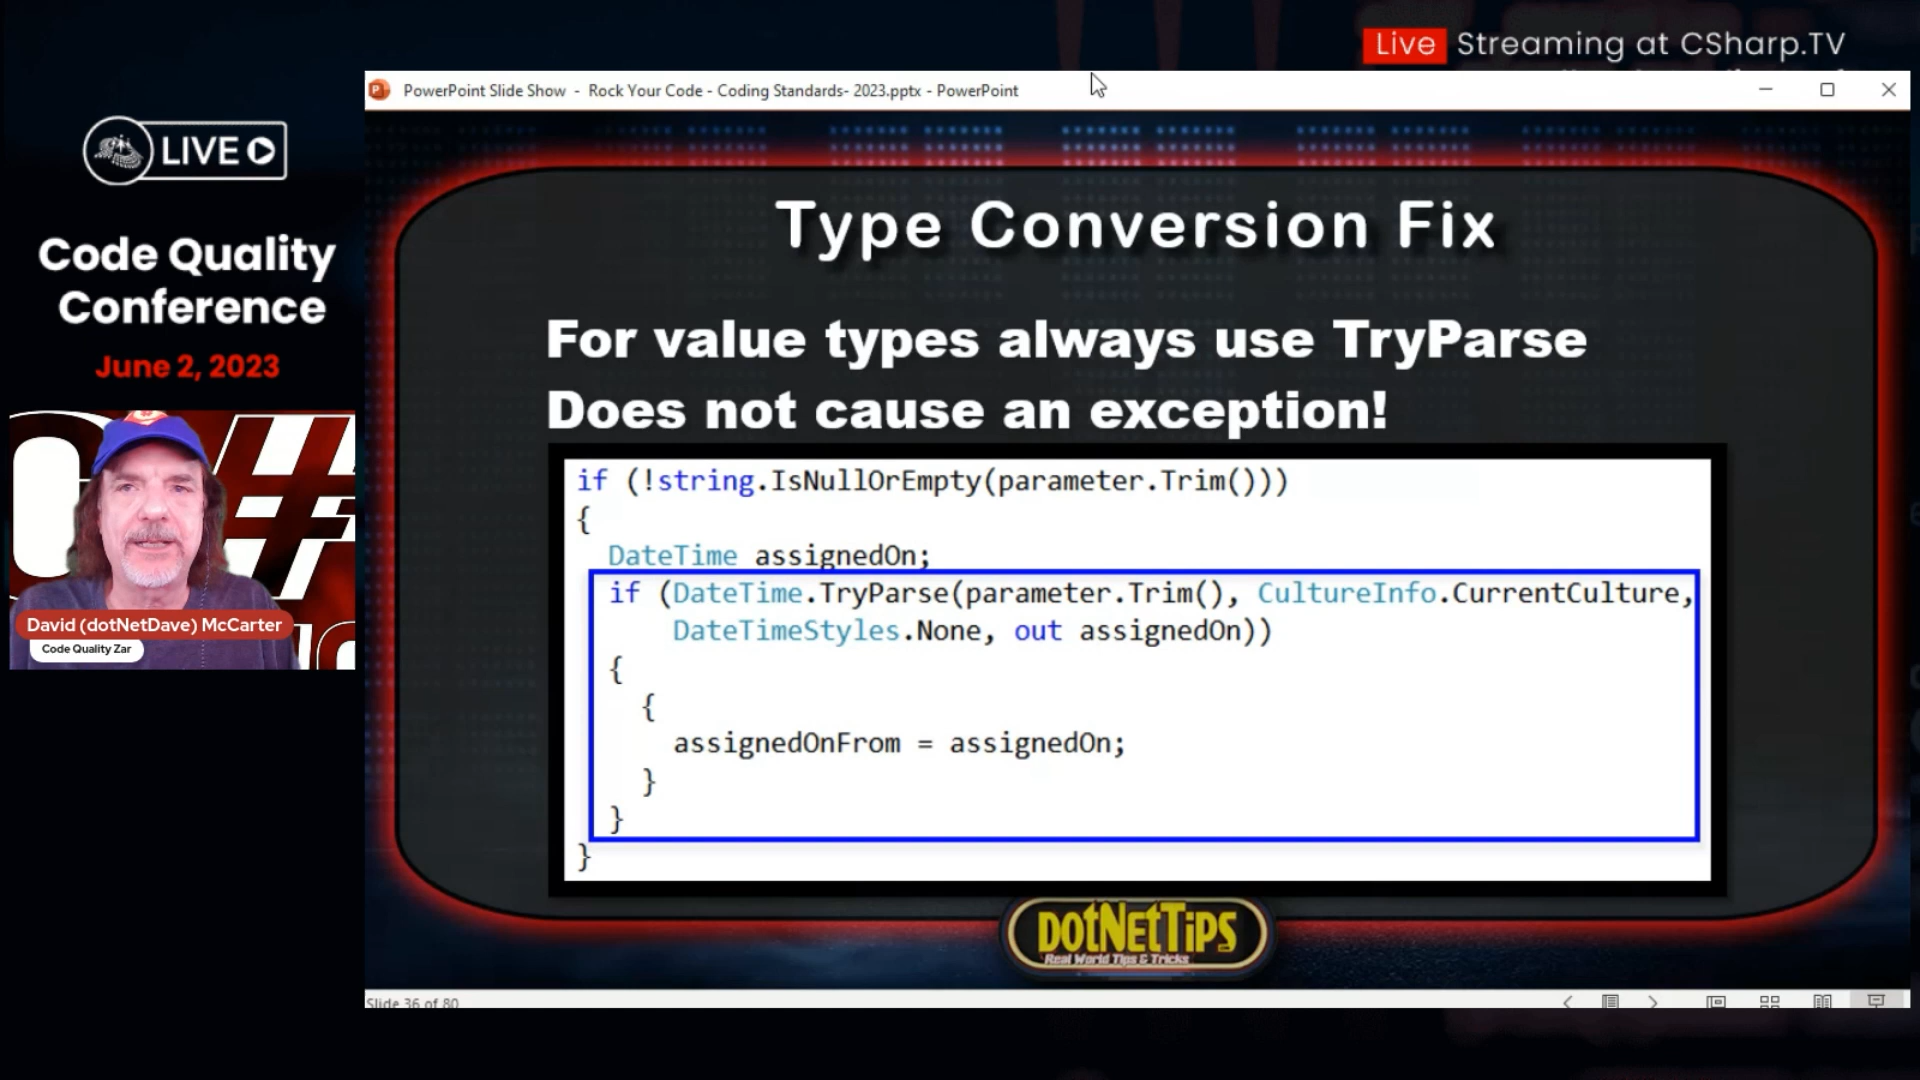 Live Streaming at CSharp.TV
PowerPoint Slide Show - Rock Your Code - Coding Standards- 2023.pptx - PowerPoint
LIVE
Code Quality
Conference
June 2, 2023
David (dotNetDave) McCarter
Code Quality Zar
Type Conversion Fix
For value types always use TryParse
Does not cause an exception!
if (!string.IsNullOrEmpty(parameter.Trim()))
{
DateTime assignedOn;
if (DateTime.TryParse(parameter.Trim(), CultureInfo.CurrentCulture,
DateTimeStyles.None, out assignedOn))
{
{
assignedOnFrom = assignedOn;
}
}
}
dotNetTips
Real World Tips & Tricks
Slide 36 of 80